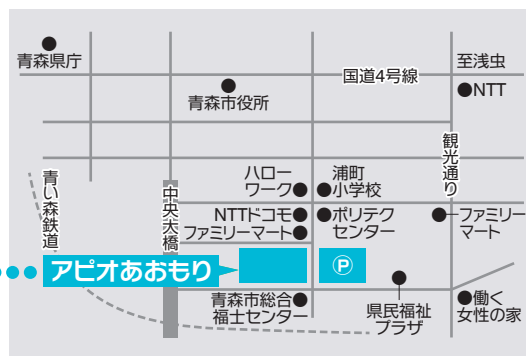 青森県庁
国道4号線
至浅虫
NTT
青森市役所
観光通り
ハロー
ワーク
浦町
小学校
青い森鉄道
中央大橋
NTTドコモ
ファミリーマート
ポリテク
センター
ファミリー
マート
アピオあおもり
P
青森市総合
福士センター
県民福祉
プラザ
働く
女性の家